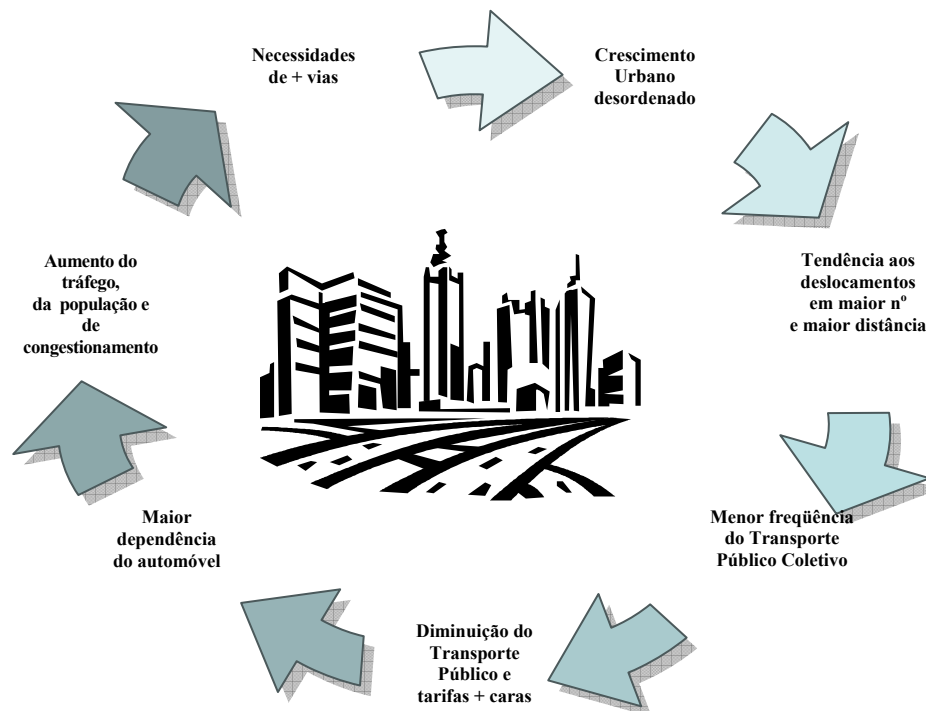 Necessidades
de + vias
Crescimento
Urbano
desordenado
Tendência aos
deslocamentos
em maior nº
e maior distância
Menor freqüência
do Transporte
Público Coletivo
Diminuição do
Transporte
Público e
tarifas + caras
Maior
dependência
do automóvel
Aumento do
tráfego,
da população e
de
congestionamento